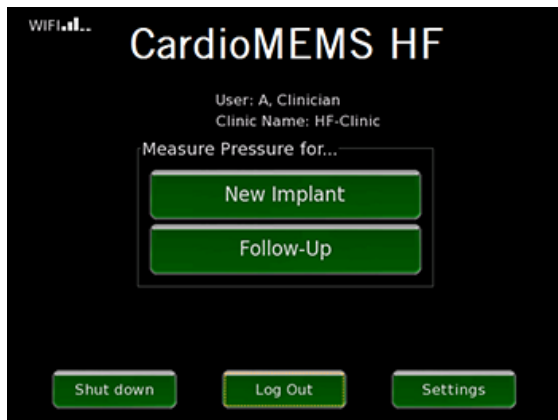 WIFI
CardioMEMS HF
User: A, Clinician
Clinic Name: HF-Clinic
Measure Pressure for...
New Implant
Follow-Up
Shut down
Log Out
Settings